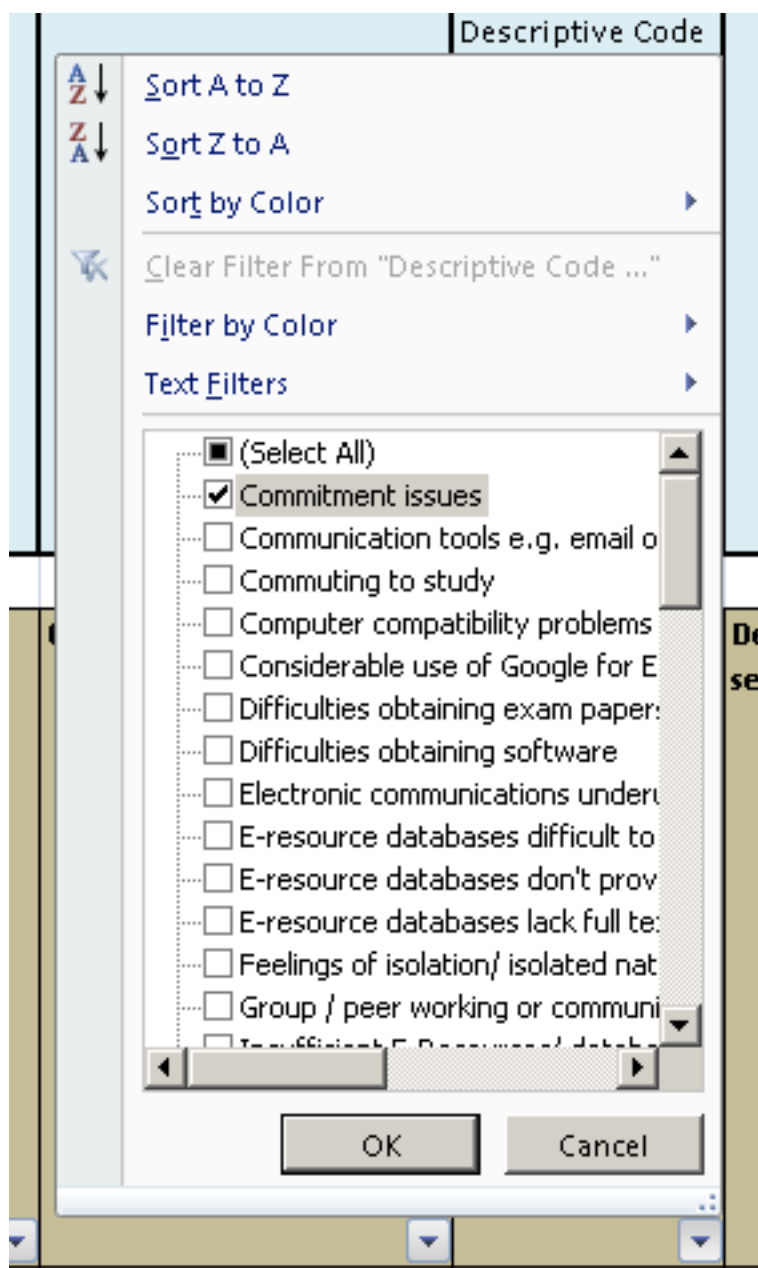 Descriptive Code
Sort A to Z
Sort Z to A
Sort by Color
Clear Filter From "Descriptive Code ..."
Filter by Color
Text Filters
(Select All)
Commitment issues
Communication tools e.g. email o
Commuting to study
Computer compatibility problems
Considerable use of Google for E
Difficulties obtaining exam papers
Difficulties obtaining software
Electronic communications under
E-resource databases difficult to
E-resource databases don't prov
E-resource databases lack full te
Feelings of isolation/ isolated nat
Group / peer working or communi
De
se
OK
Cancel